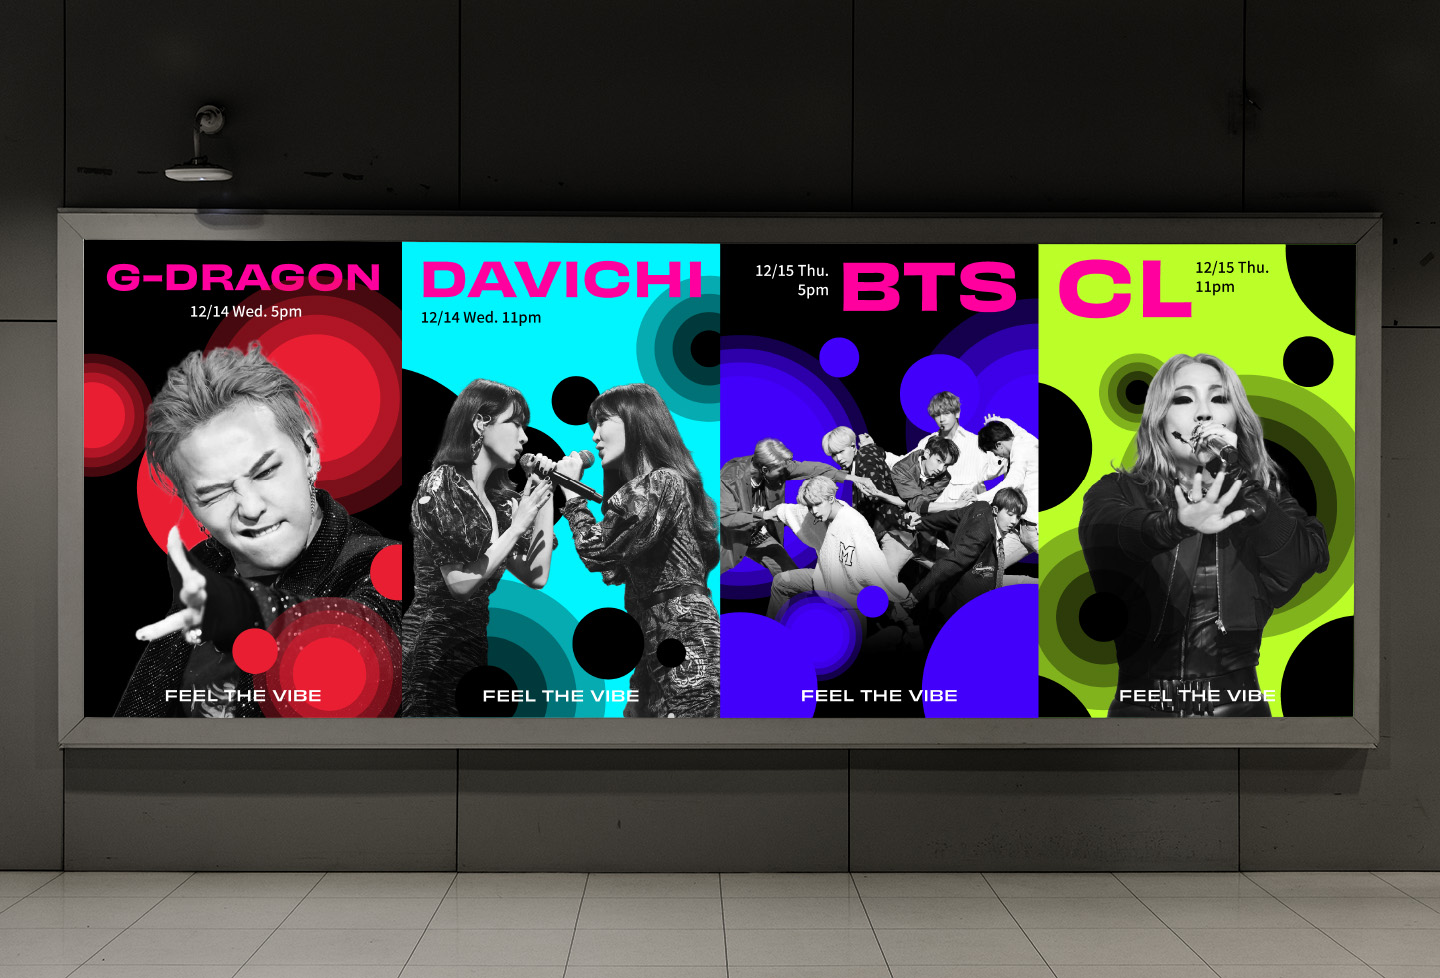 G-DRAGON
12/14 Wed. 5pm
FEEL THE VIBE
DAVICHI
12/14 Wed. 11pm
FEEL THE VIBE
12/15 Thu.
5pm
BTS
M
FEEL THE VIBE
CL
12/15 Thu.
11pm
FEEL THE VIBE